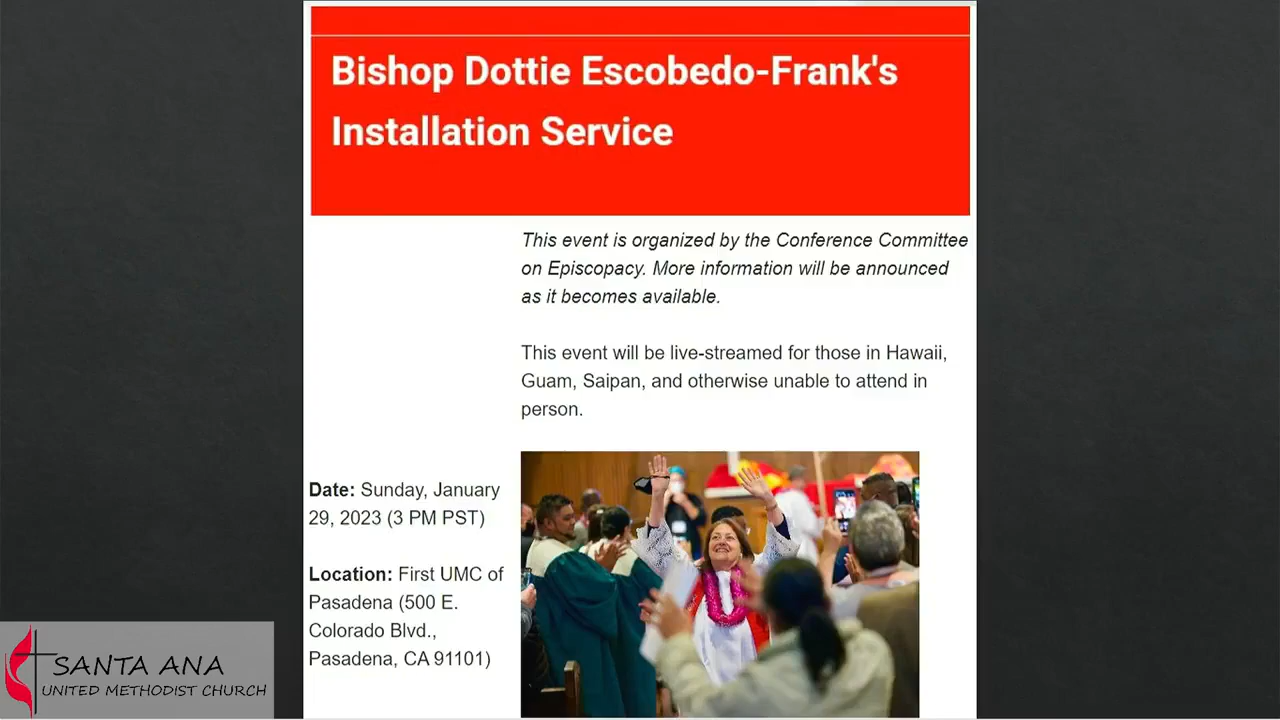 Bishop Dottie Escobedo-Frank's
Installation Service
This event is organized by the Conference Committee
on Episcopacy. More information will be announced
as it becomes available.
This event will be live-streamed for those in Hawaii,
Guam, Saipan, and otherwise unable to attend in
person.
Date: Sunday, January
29, 2023 (3 PM PST)
Location: First UMC of
Pasadena (500 E.
Colorado Blvd.,
Pasadena, CA 91101)
SANTA ANA
UNITED METHODIST CHURCH